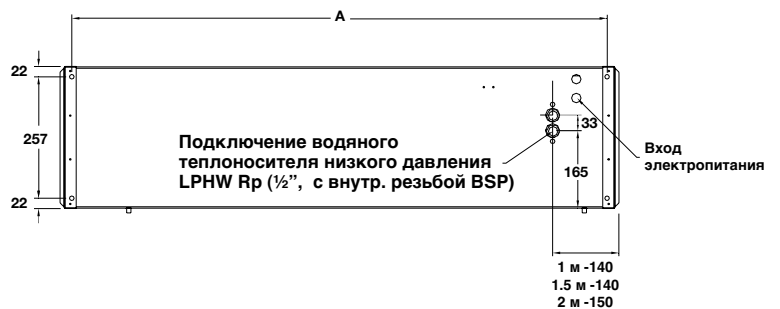 A
22
257
22
33
165
Подключение водяного
теплоносителя низкого давления
LPHW Rp (½”, с внутр. резьбой BSP)
Вход
электропитания
1 м -140
1.5 м -140
2 м -150